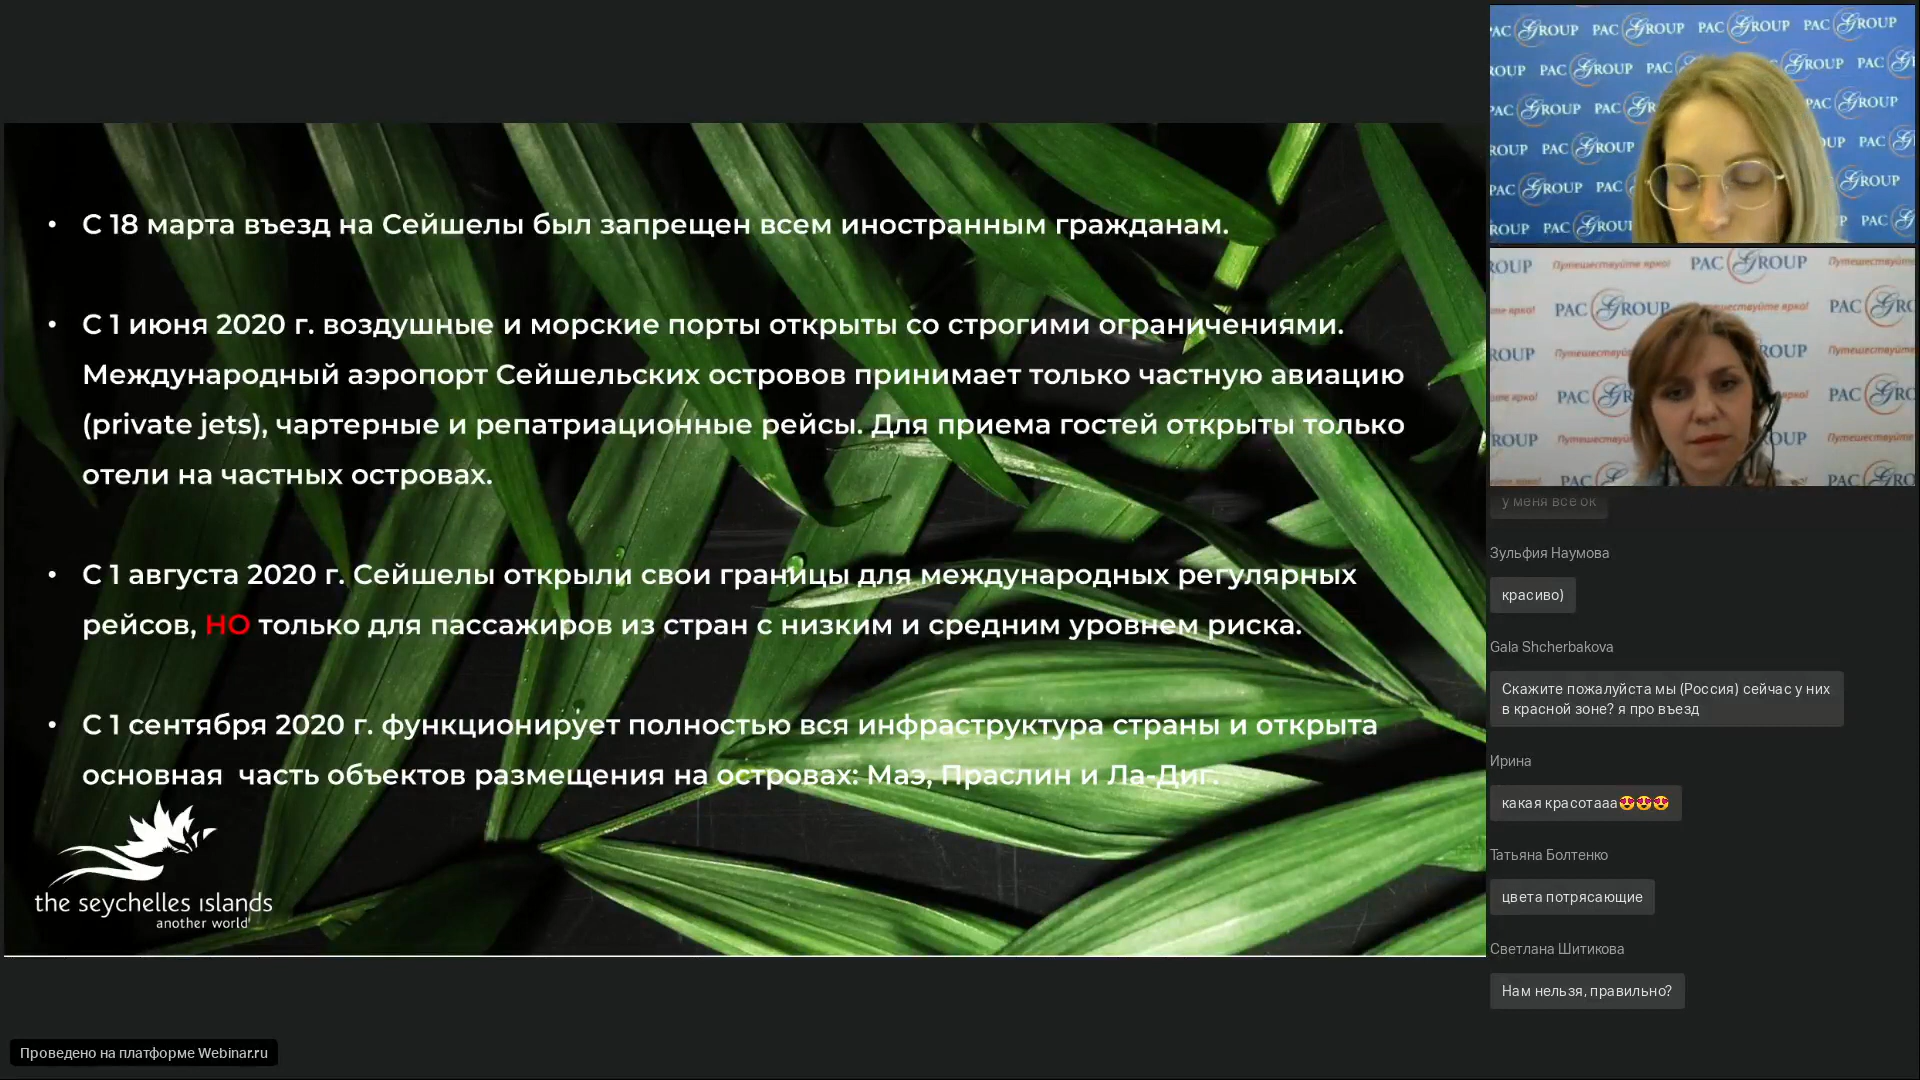 • С 18 марта въезд на Сейшелы был запрещен всем иностранным гражданам.
• С 1 июня 2020 г. воздушные и морские порты открыты со строгими ограничениями.
Международный аэропорт Сейшельских островов принимает только частную авиацию
(private jets), чартерные и репатриационные рейсы. Для приема гостей открыты только
отели на частных островах.
• С 1 августа 2020 г. Сейшелы открыли свои границы для международных регулярных
рейсов, НО только для пассажиров из стран с низким и средним уровнем риска.
• С 1 сентября 2020 г. функционирует полностью вся инфраструктура страны и открыта
основная часть объектов размещения на островах: Маэ, Праслин и Ла-Диг.
the seychelles islands
another world
Проведено на платформе Webinar.ru
PAC GROUP
PAC GROUP
Путешествуйте ярко!
у меня все ок
Зульфия Наумова
красиво)
Gala Shcherbakova
Скажите пожалуйста мы (Россия) сейчас у них
в красной зоне? я про въезд
Ирина
какая красотааа😍😍😍
Татьяна Болтенко
цвета потрясающие
Светлана Шитикова
Нам нельзя, правильно?